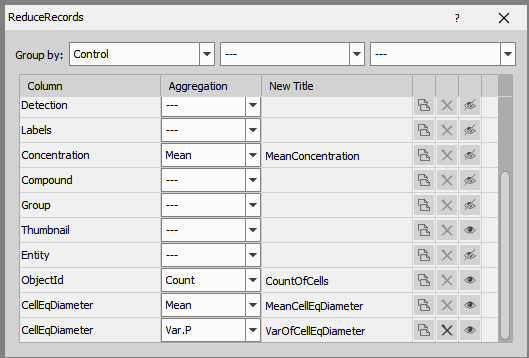 ReduceRecords ?
Group by: Control --- ---
Column Aggregation New Title
Detection ---
Labels ---
Concentration Mean MeanConcentration
Compound ---
Group ---
Thumbnail ---
Entity ---
ObjectId Count CountOfCells
CellEqDiameter Mean MeanCellEqDiameter
CellEqDiameter Var.P VarOfCellEqDiameter